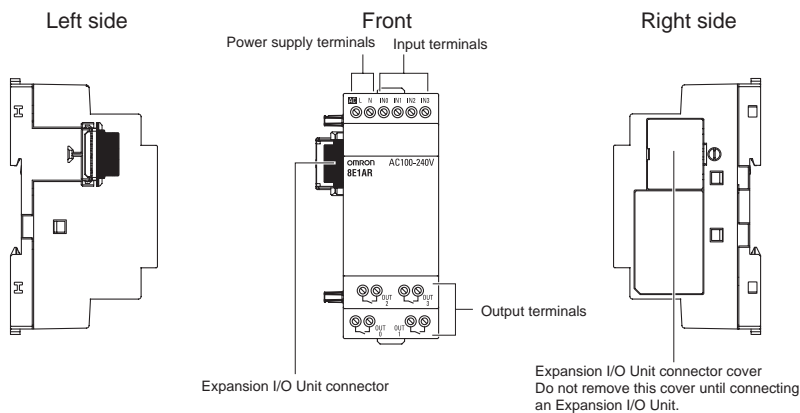 Left side
Front
Right side
Power supply terminals
Input terminals
AC L N IN0 IN1 IN2 IN3
OMRON AC100-240V
8E1AR
OUT
2
OUT
3
Output terminals
OUT
0
OUT
1
Expansion I/O Unit connector
Expansion I/O Unit connector cover
Do not remove this cover until connecting
an Expansion I/O Unit.